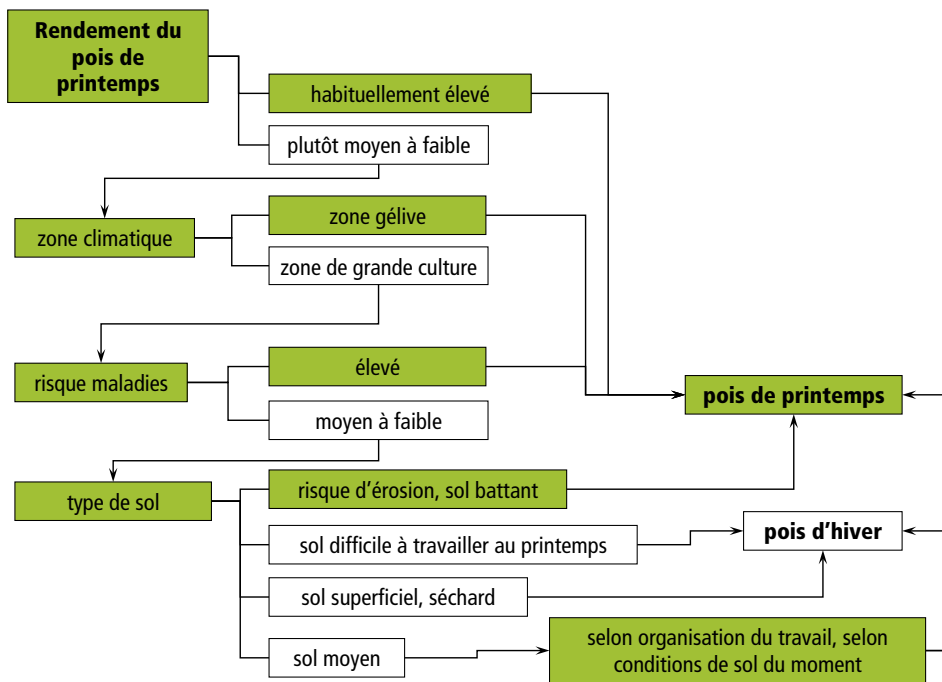 Rendement du
pois de
printemps
habituellement élevé
plutôt moyen à faible
zone climatique
zone gélive
zone de grande culture
risque maladies
élevé
moyen à faible
pois de printemps
type de sol
risque d'érosion, sol battant
sol difficile à travailler au printemps
pois d'hiver
sol superficiel, séchard
sol moyen
selon organisation du travail, selon
conditions de sol du moment